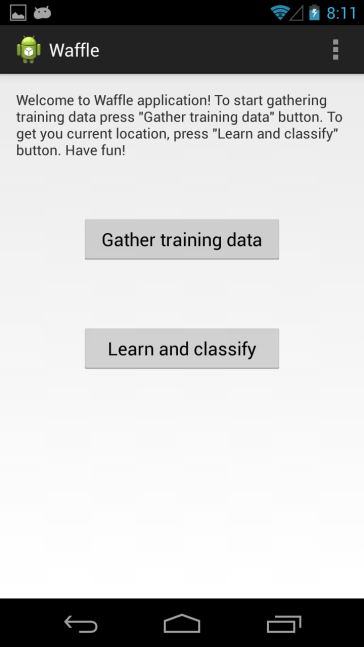 8:11
Waffle
Welcome to Waffle application! To start gathering
training data press "Gather training data" button. To
get you current location, press "Learn and classify"
button. Have fun!
Gather training data
Learn and classify